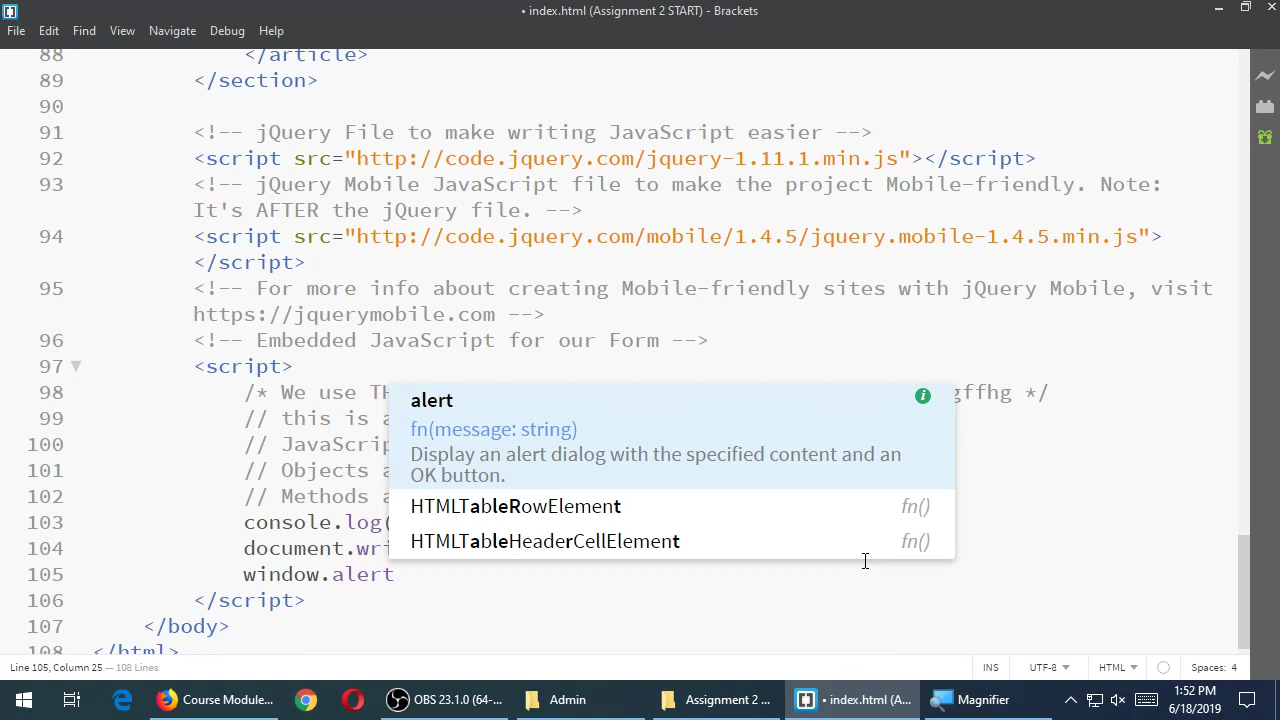 • index.html (Assignment 2 START) - Brackets
File Edit Find View Navigate Debug Help
88 </article>
89 </section>
90
91 <!-- jQuery File to make writing JavaScript easier -->
92 <script src="http://code.jquery.com/jquery-1.11.1.min.js"></script>
93 <!-- jQuery Mobile JavaScript file to make the project Mobile-friendly. Note:
It's AFTER the jQuery file. -->
94 <script src="http://code.jquery.com/mobile/1.4.5/jquery.mobile-1.4.5.min.js">
</script>
95 <!-- For more info about creating Mobile-friendly sites with jQuery Mobile, visit
https://jquerymobile.com -->
96 <!-- Embedded JavaScript for our Form -->
97 <script>
98 /* We use gffhg */
99 // this is a
100 // JavaScrip
101 // Objects a
102 // Methods a
103 console.log(
104 document.wri
105 window.alert
106 </script>
107 </body>
108 </html>
alert
fn(message: string)
Display an alert dialog with the specified content and an
OK button.
HTMLTableRowElement fn()
HTMLTableHeaderCellElement fn()
Line 105, Column 25 — 108 Lines
INS UTF-8 HTML Spaces: 4
Course Module... OBS 23.1.0 (64-... Admin Assignment 2 ... • index.html (A... Magnifier
1:52 PM
6/18/2019